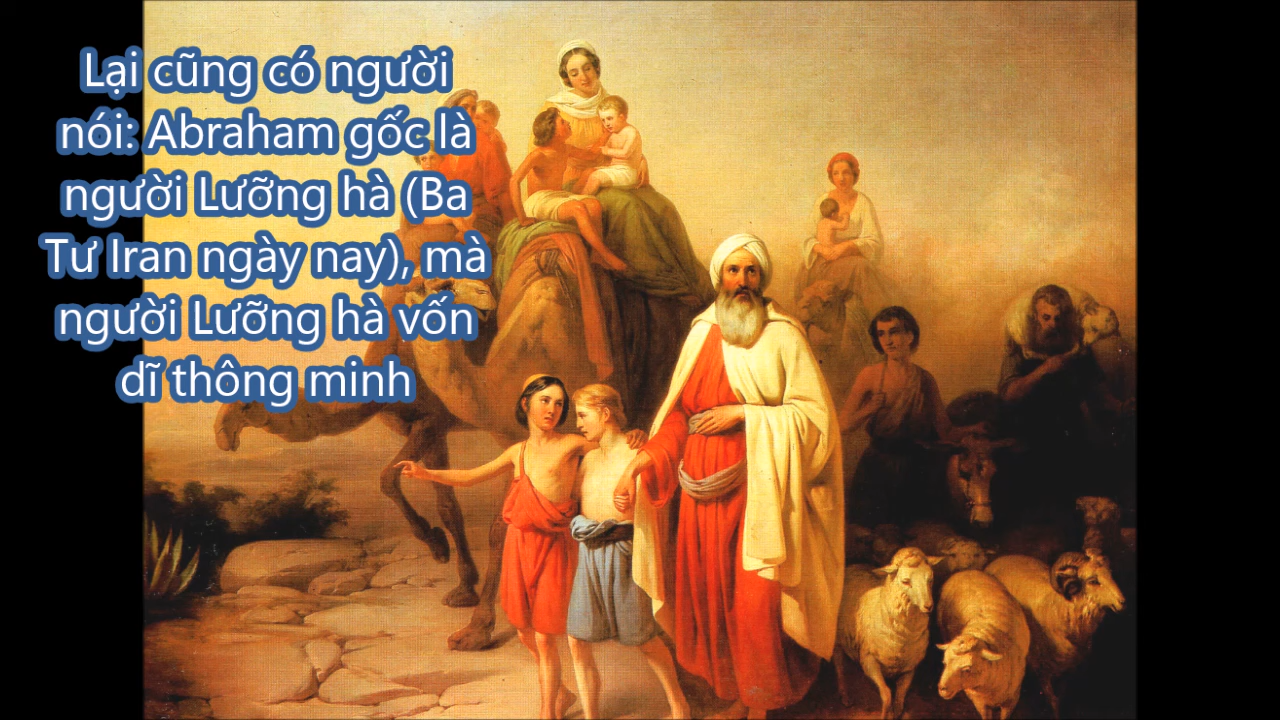 Lại cũng có người
nói: Abraham gốc là
người Lưỡng hà (Ba
Tư Iran ngày nay), mà
người Lưỡng hà vốn
dĩ thông minh